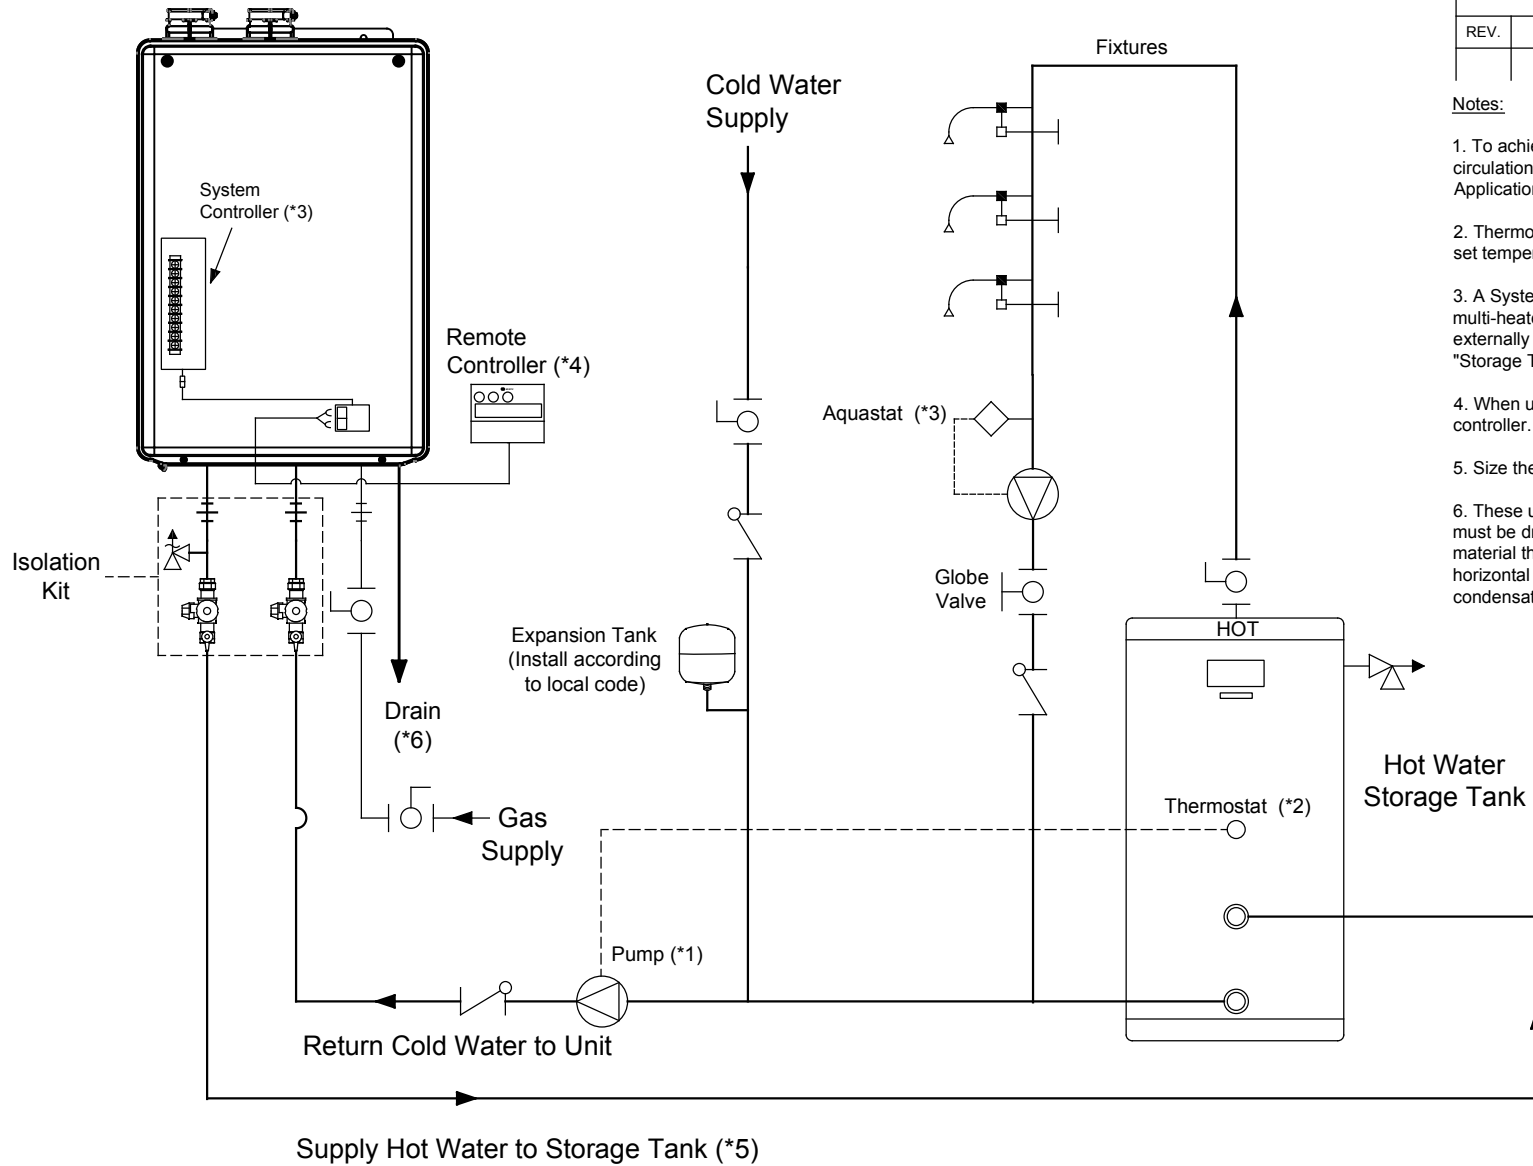 REV.
Fixtures
Cold Water
Supply
Notes:
1. To achie
circulation
Application
2. Thermo
set temper
3. A Syste
multi-heate
externally
"Storage T
4. When u
controller.
5. Size the
6. These u
must be dr
material th
horizontal
condensat
System
Controller (*3)
Remote
Controller (*4)
Aquastat (*3)
Isolation
Kit
Globe
Valve
Expansion Tank
(Install according
to local code)
HOT
Drain
(*6)
Hot Water
Storage Tank
Gas
Supply
Thermostat (*2)
Pump (*1)
Return Cold Water to Unit
Supply Hot Water to Storage Tank (*5)